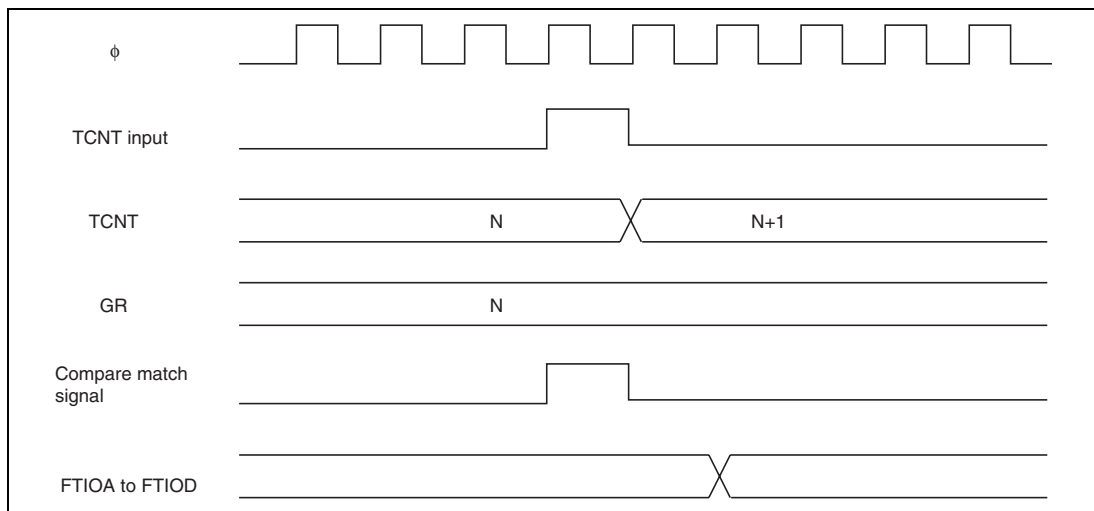 ϕ
TCNT input
TCNT
N
N+1
GR
N
Compare match
signal
FTIOA to FTIOD